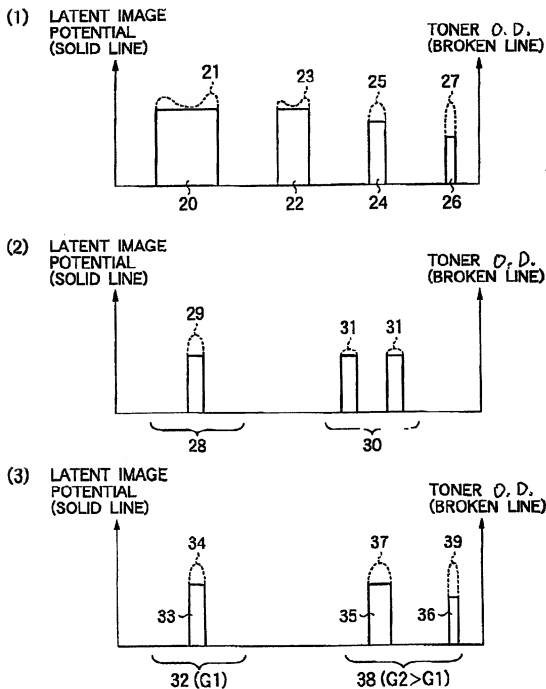 (1) LATENT IMAGE
POTENTIAL
(SOLID LINE)
TONER O.D.
(BROKEN LINE)
21 23 25 27
20 22 24 26
(2) LATENT IMAGE
POTENTIAL
(SOLID LINE)
TONER O.D.
(BROKEN LINE)
29 31 31
28 30
(3) LATENT IMAGE
POTENTIAL
(SOLID LINE)
TONER O.D.
(BROKEN LINE)
34 37 39
33 35 36
32 (G1) 38 (G2>G1)